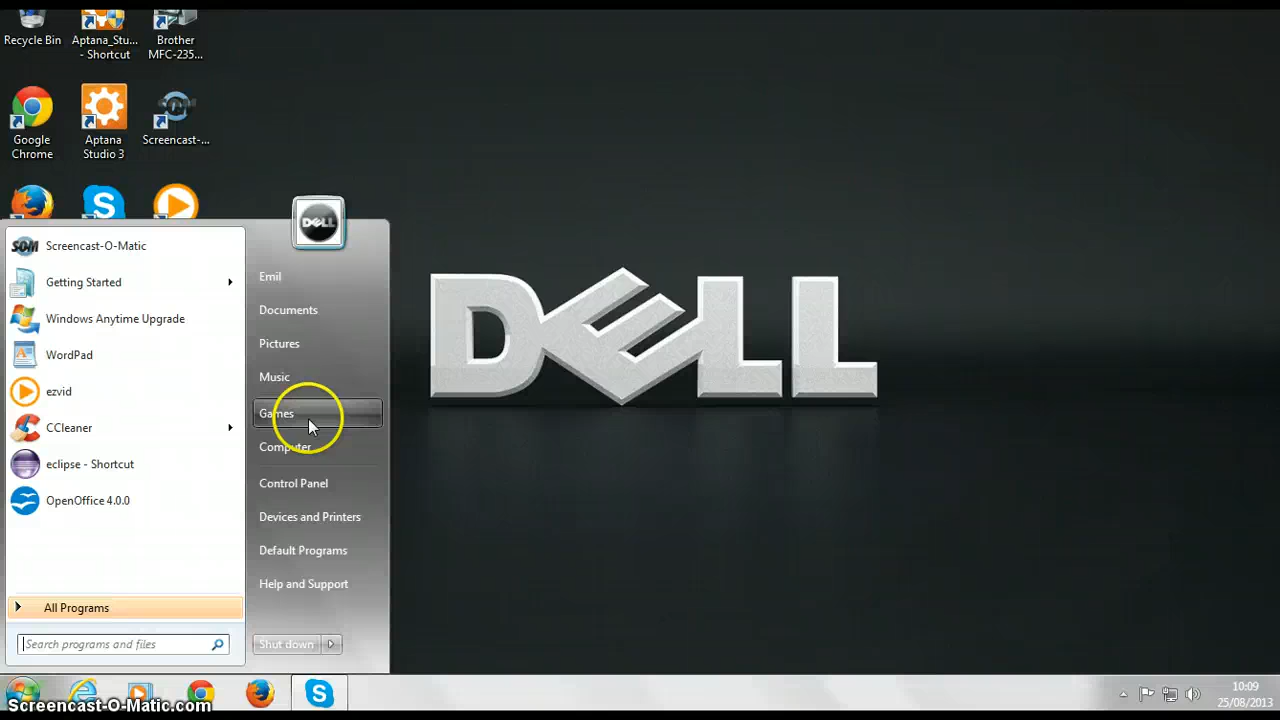 Recycle Bin
Aptana_Stu...
- Shortcut
Brother
MFC-235...
Google
Chrome
Aptana
Studio 3
Screencast-...
DELL
SOM
Screencast-O-Matic
Getting Started
Windows Anytime Upgrade
WordPad
ezvid
CCleaner
eclipse - Shortcut
OpenOffice 4.0.0
All Programs
Search programs and files
Emil
Documents
Pictures
Music
Games
Computer
Control Panel
Devices and Printers
Default Programs
Help and Support
Shut down
DELL
10:09
25/08/2013
Screencast-O-Matic.com